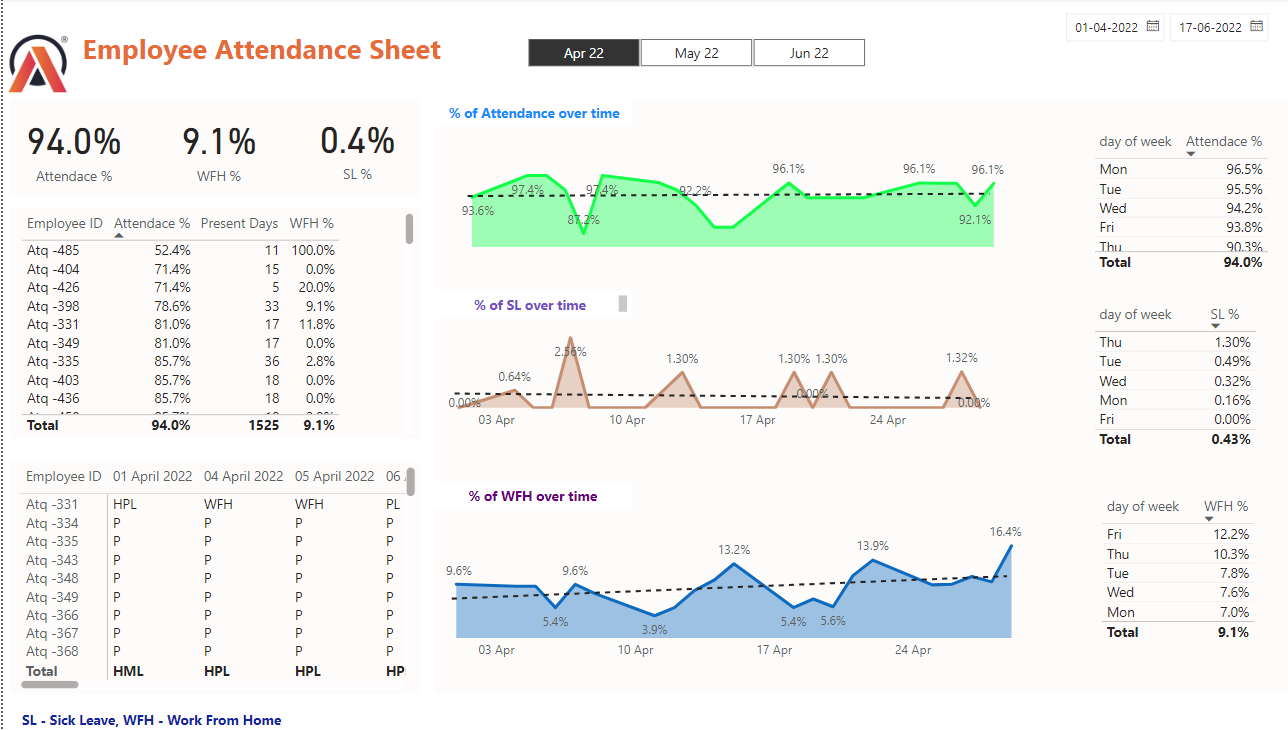 Employee Attendance Sheet
®
Apr 22 May 22 Jun 22
01-04-2022 17-06-2022
94.0% 9.1% 0.4%
Attendace % WFH % SL %
Employee ID Attendace % Present Days WFH %
Atq -485 52.4% 11 100.0%
Atq -404 71.4% 15 0.0%
Atq -426 71.4% 5 20.0%
Atq -398 78.6% 33 9.1%
Atq -331 81.0% 17 11.8%
Atq -349 81.0% 17 0.0%
Atq -335 85.7% 36 2.8%
Atq -403 85.7% 18 0.0%
Atq -436 85.7% 18 0.0%
Total 94.0% 1525 9.1%
Employee ID 01 April 2022 04 April 2022 05 April 2022 06
Atq -331 HPL WFH WFH PL
Atq -334 P P P P
Atq -335 P P P P
Atq -343 P P P P
Atq -348 P P P P
Atq -349 P P P P
Atq -366 P P P P
Atq -367 P P P P
Atq -368 P P P P
Total HML HPL HPL HP
SL - Sick Leave, WFH - Work From Home
% of Attendance over time
93.6% 97.4% 87.2% 97.4% 92.2% 96.1% 96.1% 92.1% 96.1%
% of SL over time
0.00% 0.64% 2.56% 1.30% 1.30% 0.00% 1.30% 1.32% 0.00%
03 Apr 10 Apr 17 Apr 24 Apr
% of WFH over time
9.6% 5.4% 9.6% 3.9% 13.2% 5.4% 5.6% 13.9% 16.4%
03 Apr 10 Apr 17 Apr 24 Apr
day of week Attendace %
Mon 96.5%
Tue 95.5%
Wed 94.2%
Fri 93.8%
Thu 90.3%
Total 94.0%
day of week SL %
Thu 1.30%
Tue 0.49%
Wed 0.32%
Mon 0.16%
Fri 0.00%
Total 0.43%
day of week WFH %
Fri 12.2%
Thu 10.3%
Tue 7.8%
Wed 7.6%
Mon 7.0%
Total 9.1%